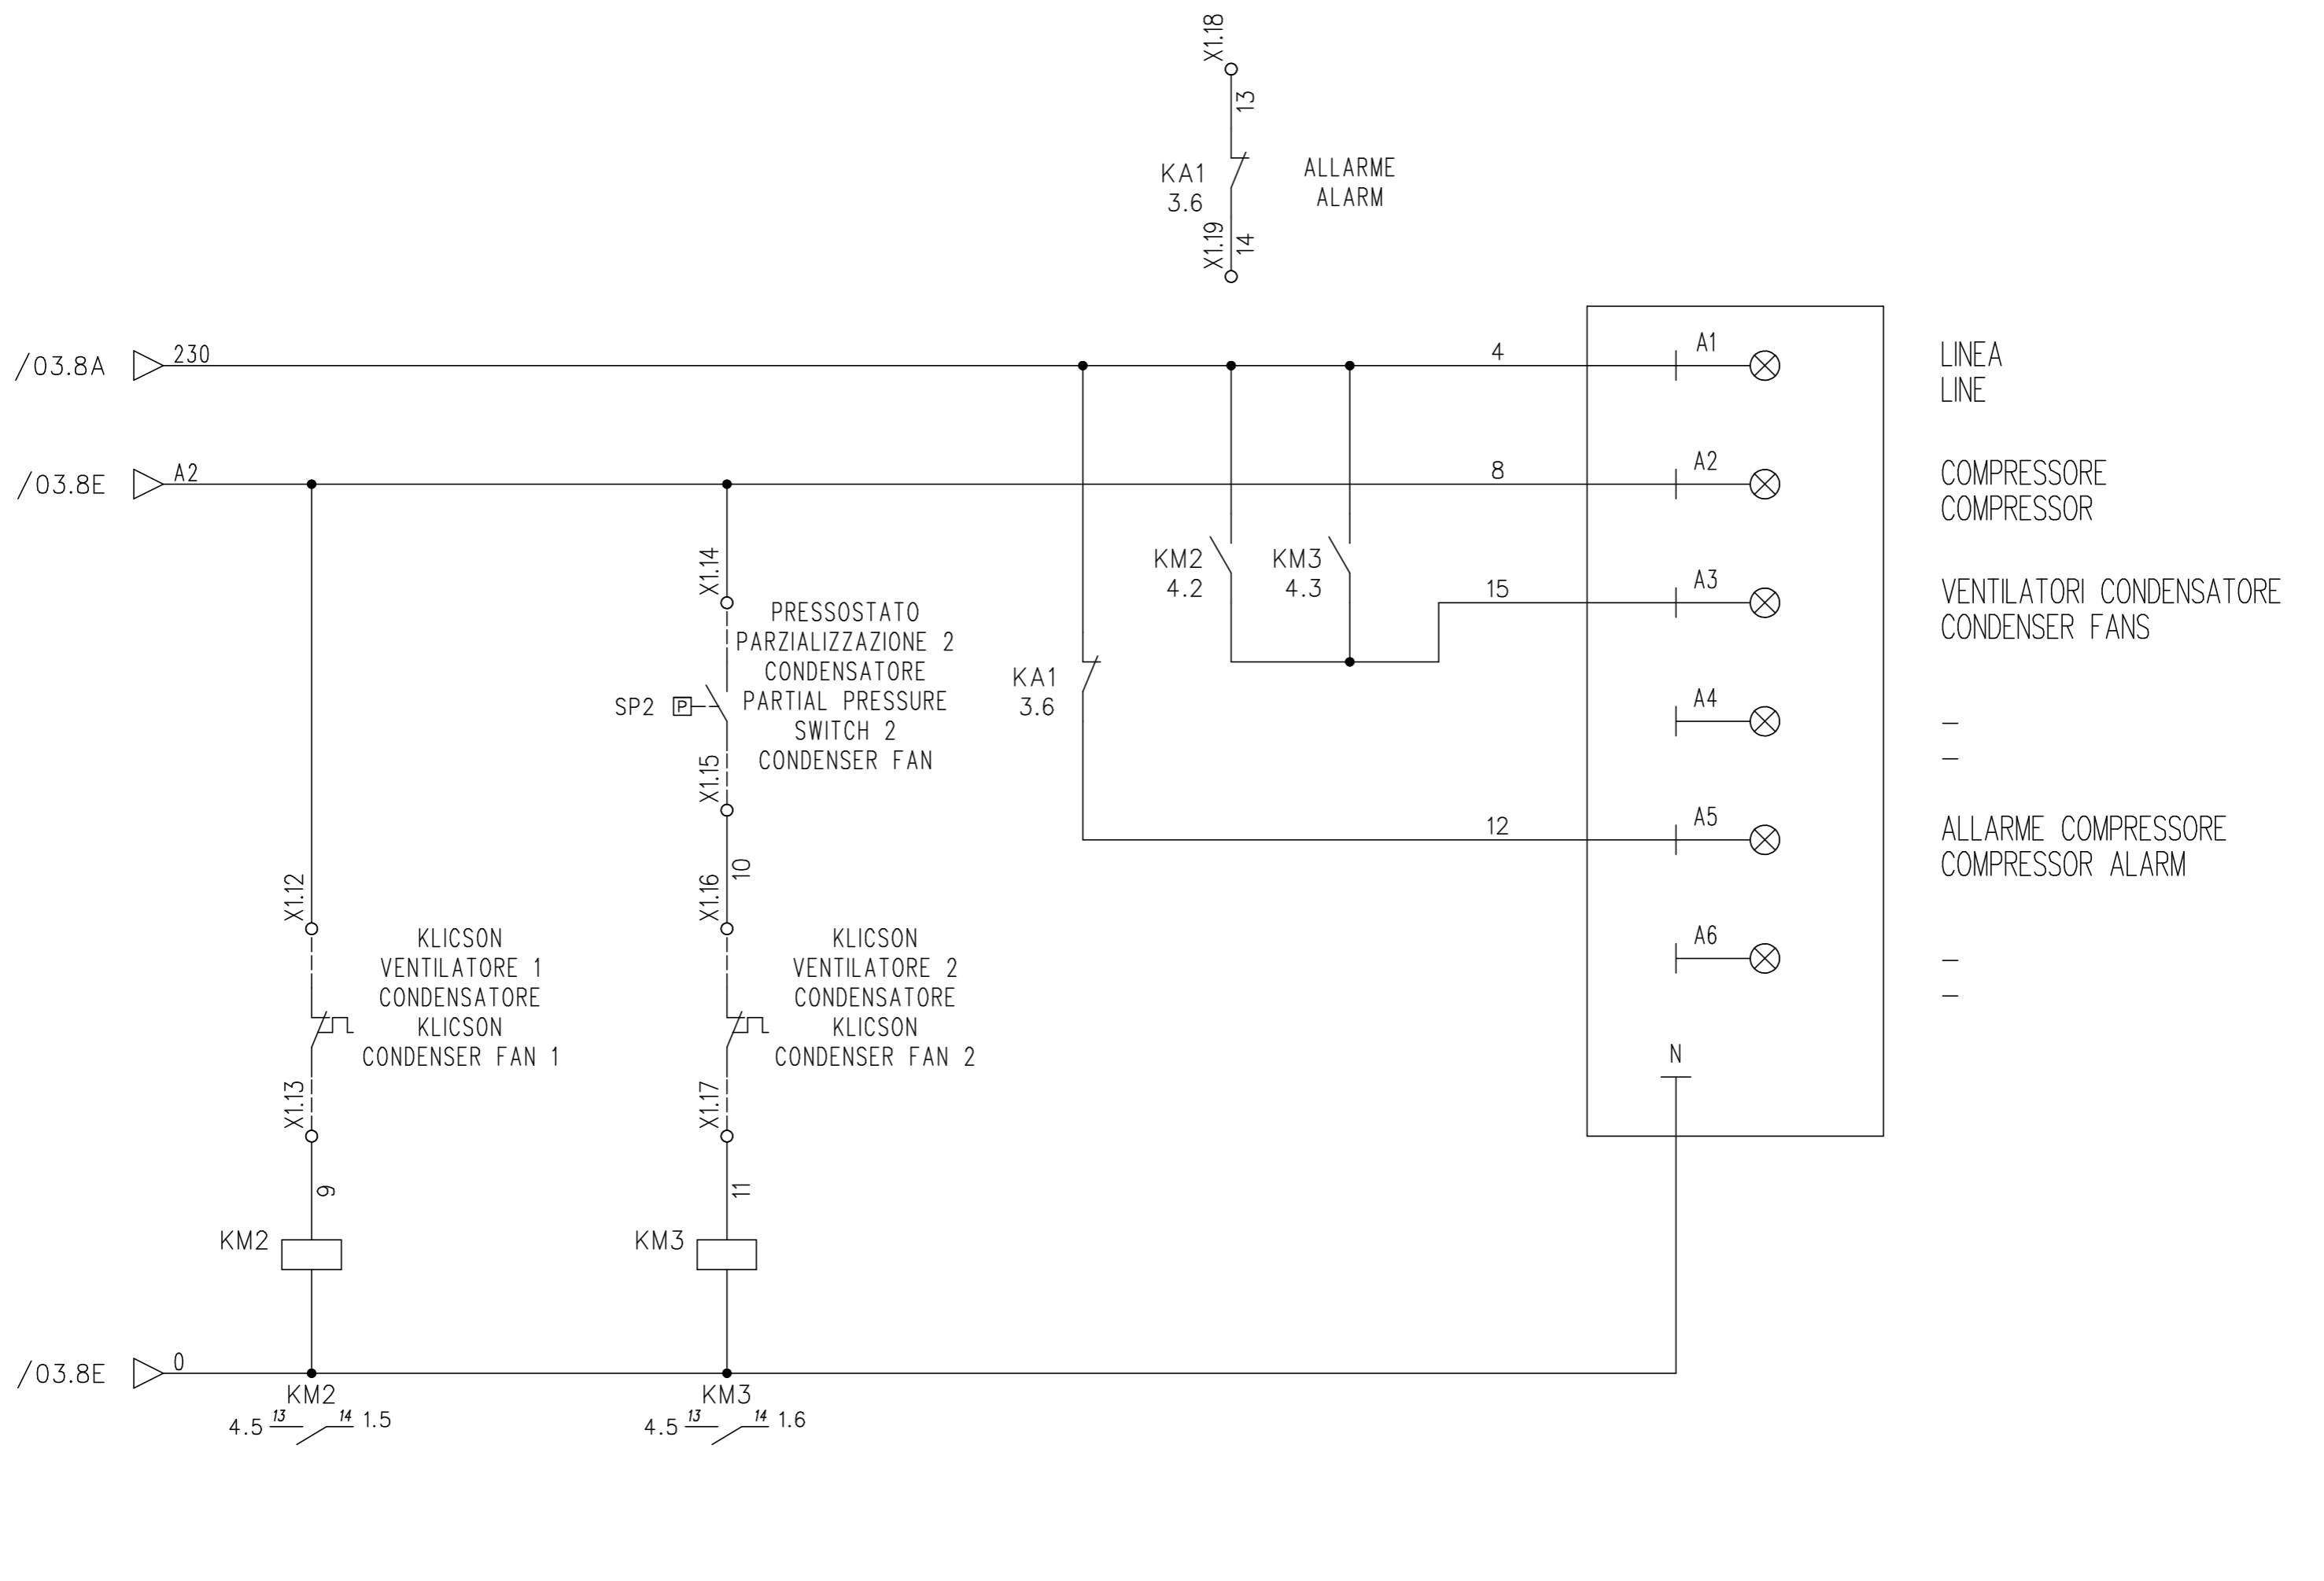 X1.18
13
KA1
3.6
ALLARME
ALARM
X1.19
14
/03.8A
230
4
A1
LINEA
LINE
/03.8E
A2
8
A2
COMPRESSORE
COMPRESSOR
X1.14
KM2
4.2
KM3
4.3
15
A3
VENTILATORI CONDENSATORE
CONDENSER FANS
PRESSOSTATO
PARZIALIZZAZIONE 2
CONDENSATORE
PARTIAL PRESSURE
SWITCH 2
CONDENSER FAN
SP2
P
KA1
3.6
A4
–
–
X1.15
12
A5
ALLARME COMPRESSORE
COMPRESSOR ALARM
X1.12
X1.16
10
KLICSON
VENTILATORE 1
CONDENSATORE
KLICSON
CONDENSER FAN 1
KLICSON
VENTILATORE 2
CONDENSATORE
KLICSON
CONDENSER FAN 2
A6
–
–
N
X1.13
X1.17
9
11
KM2
KM3
/03.8E
0
KM2
4.5 13 14 1.5
KM3
4.5 13 14 1.6